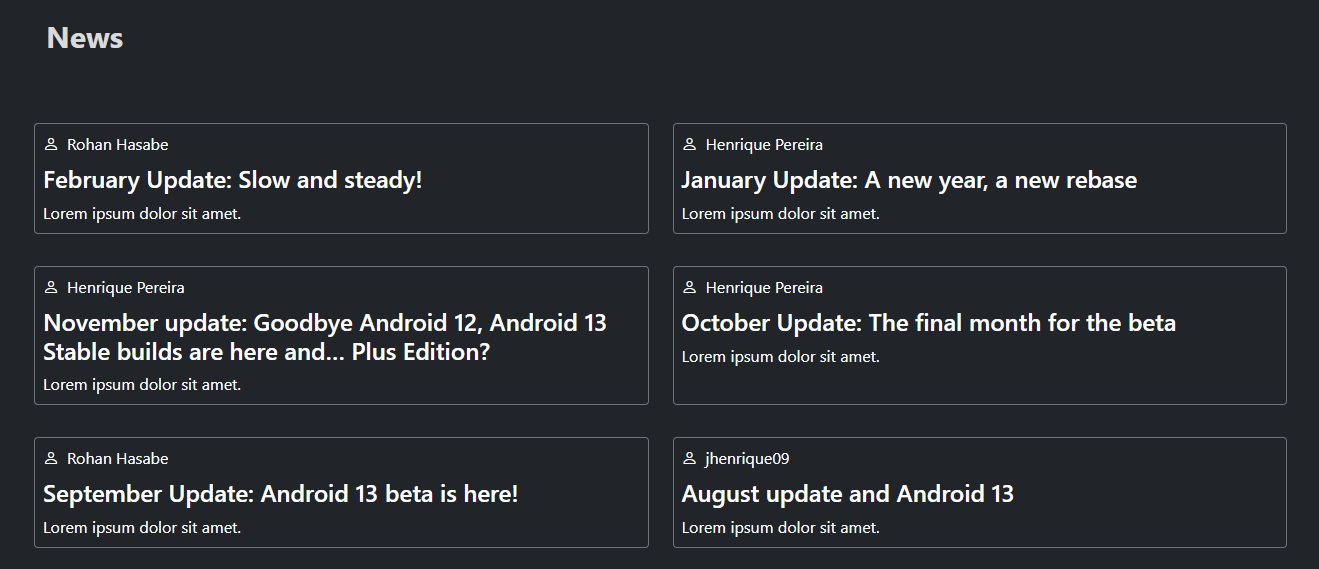 News
Rohan Hasabe
February Update: Slow and steady!
Lorem ipsum dolor sit amet.
Henrique Pereira
January Update: A new year, a new rebase
Lorem ipsum dolor sit amet.
Henrique Pereira
November update: Goodbye Android 12, Android 13
Stable builds are here and... Plus Edition?
Lorem ipsum dolor sit amet.
Henrique Pereira
October Update: The final month for the beta
Lorem ipsum dolor sit amet.
Rohan Hasabe
September Update: Android 13 beta is here!
Lorem ipsum dolor sit amet.
jhenrique09
August update and Android 13
Lorem ipsum dolor sit amet.